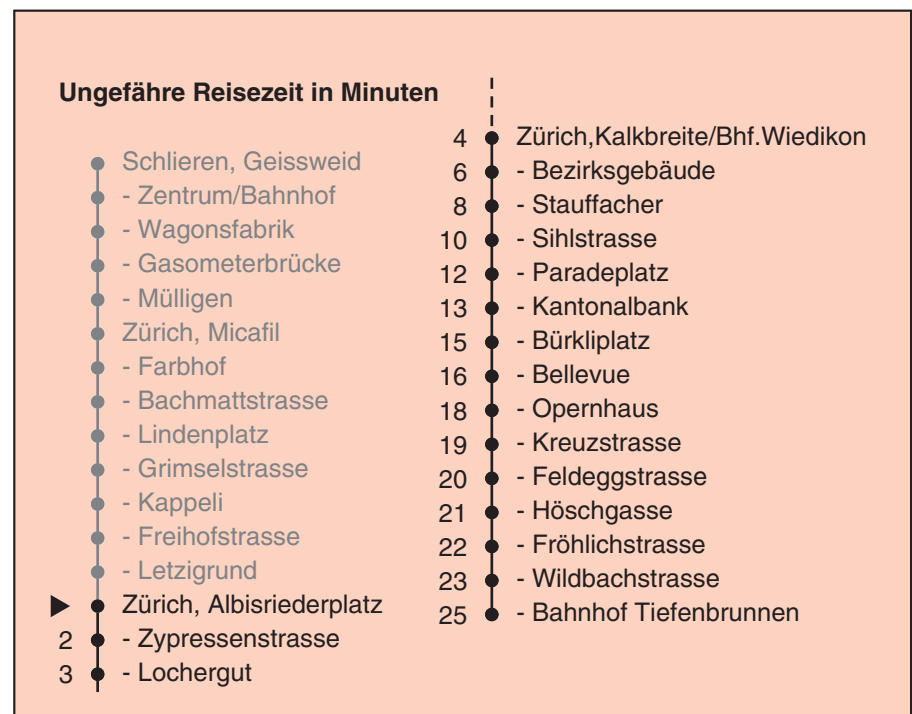 Ungefähre Reisezeit in Minuten
Schlieren, Geissweid
- Zentrum/Bahnhof
- Wagonsfabrik
- Gasometerbrücke
- Mülligen
Zürich, Micafil
- Farbhof
- Bachmattstrasse
- Lindenplatz
- Grimselstrasse
- Kappeli
- Freihofstrasse
- Letzigrund
Zürich, Albisriederplatz
2 - Zypressenstrasse
3 - Lochergut
4 Zürich,Kalkbreite/Bhf.Wiedikon
6 - Bezirksgebäude
8 - Stauffacher
10 - Sihlstrasse
12 - Paradeplatz
13 - Kantonalbank
15 - Bürkliplatz
16 - Bellevue
18 - Opernhaus
19 - Kreuzstrasse
20 - Feldeggstrasse
21 - Höschgasse
22 - Fröhlichstrasse
23 - Wildbachstrasse
25 - Bahnhof Tiefenbrunnen